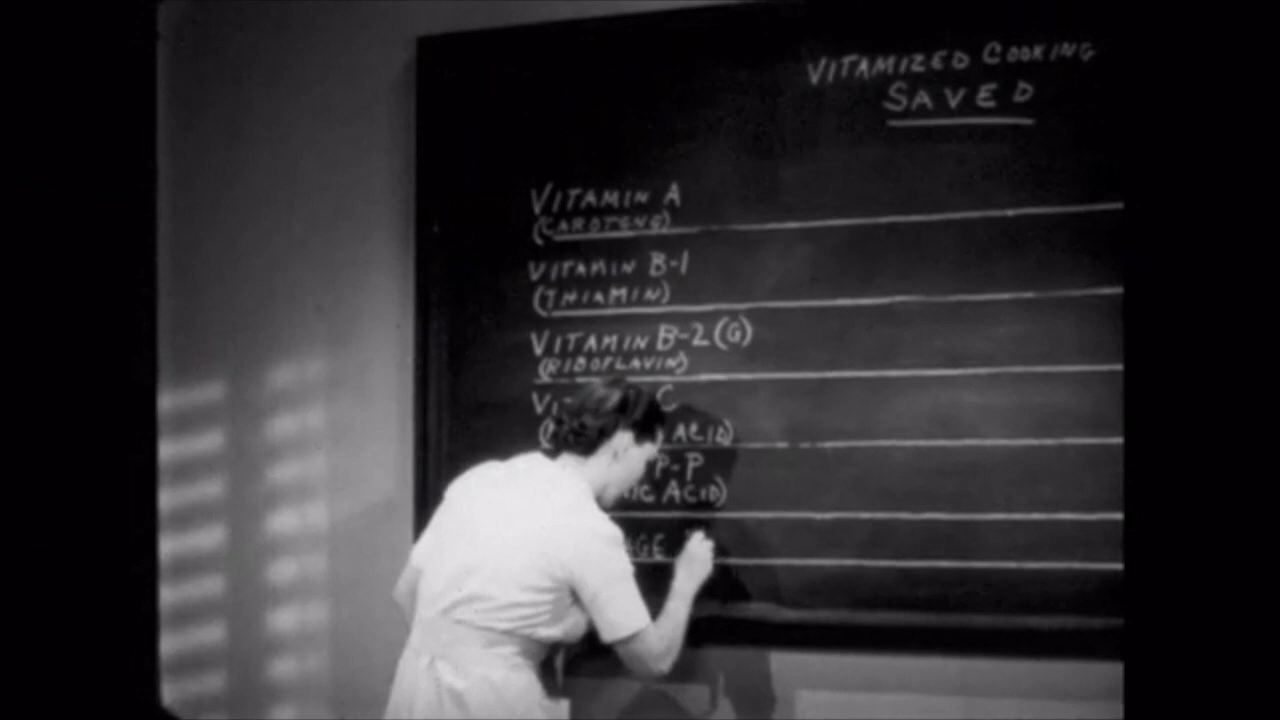 VITAMIZED COOKING
SAVED
VITAMIN A
(CAROTENE)
VITAMIN B-1
(THIAMIN)
VITAMIN B-2 (G)
(RIBOFLAVIN)
C
ACID)
P-P
ACID)